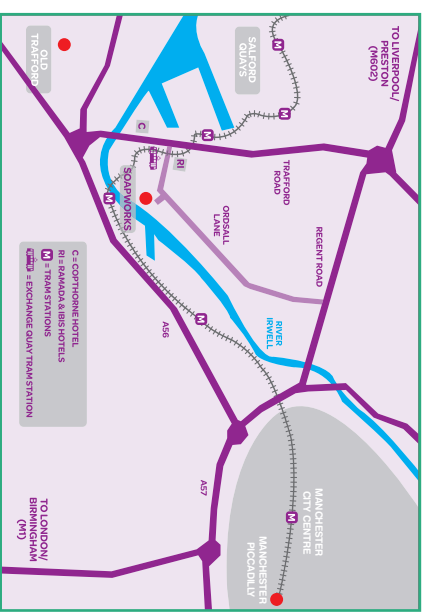 TO LIVERPOOL/
PRESTON
(M602)
SALFORD
QUAYS
OLD
TRAFFORD
M
M
M
C
RI
TRAFFORD
ROAD
SOAPWORKS
M
ORDSALL
LANE
REGENT ROAD
RIVER
IRWELL
M
A56
C = COPTHORNE HOTEL
RI = RAMADA & IBIS HOTELS
M = TRAM STATIONS
= EXCHANGE QUAY TRAM STATION
A57
M
MANCHESTER
CITY CENTRE
MANCHESTER
PICCADILLY
TO LONDON/
BIRMINGHAM
(M1)